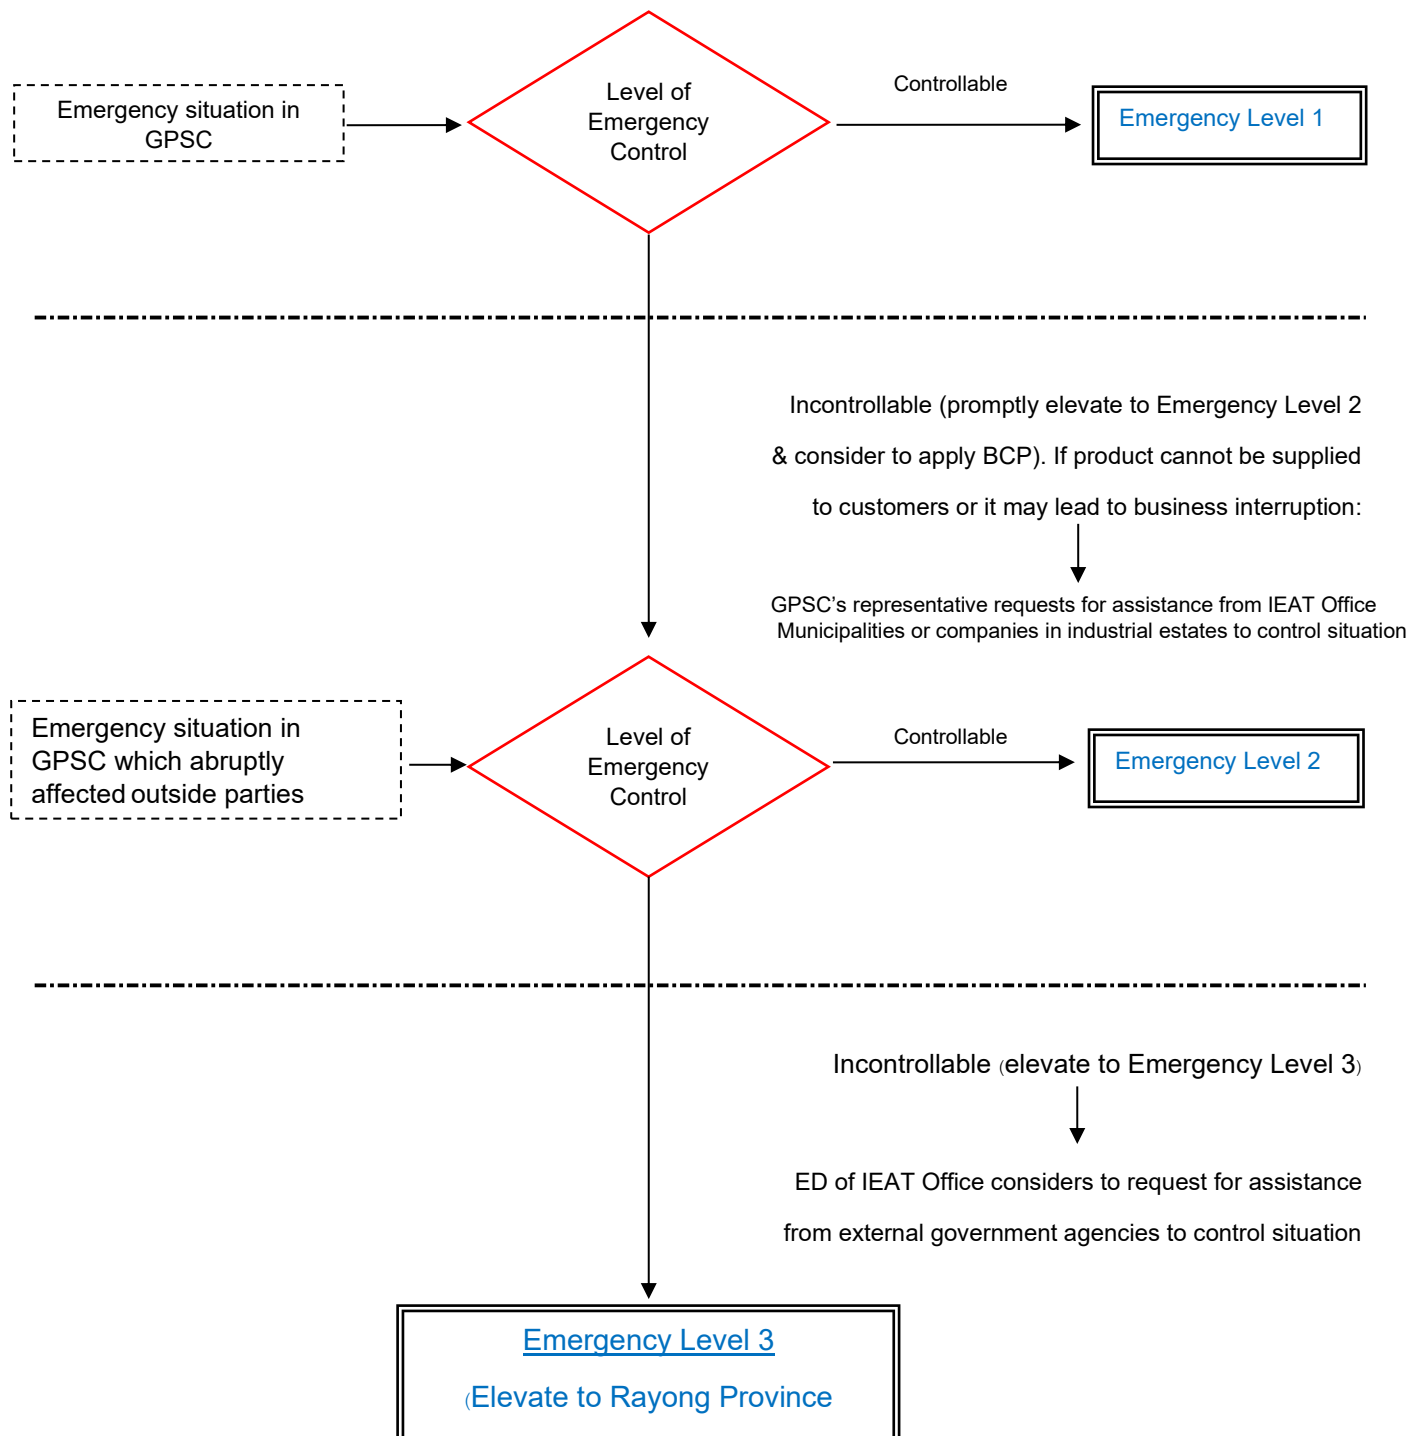 Emergency situation in
GPSC
Level of
Emergency
Control
Controllable
Emergency Level 1
Incontrollable (promptly elevate to Emergency Level 2
& consider to apply BCP). If product cannot be supplied
to customers or it may lead to business interruption:
GPSC’s representative requests for assistance from IEAT Office
Municipalities or companies in industrial estates to control situation
Emergency situation in
GPSC which abruptly
affected outside parties
Level of
Emergency
Control
Controllable
Emergency Level 2
Incontrollable (elevate to Emergency Level 3)
ED of IEAT Office considers to request for assistance
from external government agencies to control situation
Emergency Level 3
(Elevate to Rayong Province